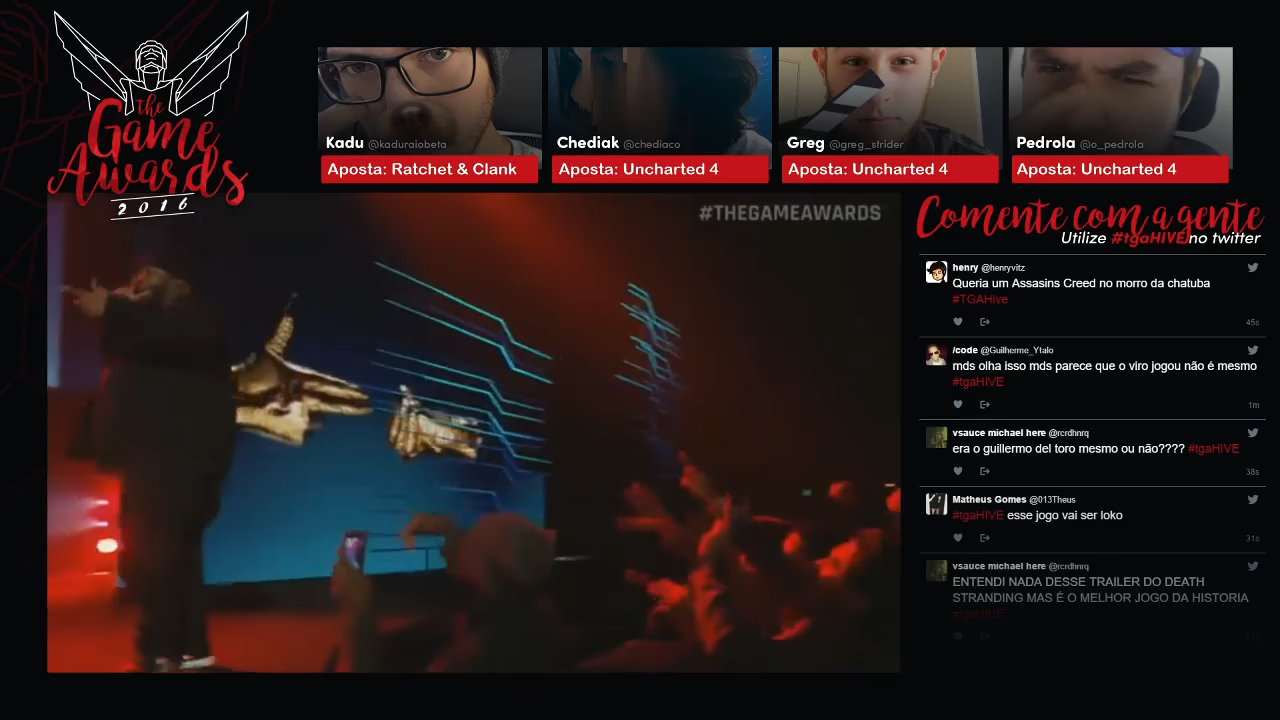 the
Game
Awards
2016
Kadu @kaduraiobeta
Aposta: Ratchet & Clank
Chediak @chediaco
Aposta: Uncharted 4
Greg @greg_strider
Aposta: Uncharted 4
Pedrola @o_pedrola
Aposta: Uncharted 4
#THEGAMEAWARDS
Comente com a gente
Utilize #tgaHIVE no twitter
henry @henryvitz
Queria um Assasins Creed no morro da chatuba
#TGAHive
45s
/code @Guilherme_Ytalo
mds olha isso mds parece que o viro jogou não é mesmo
#tgaHIVE
1m
vsauce michael here @rcrdhnrq
era o guillermo del toro mesmo ou não???? #tgaHIVE
38s
Matheus Gomes @013Theus
#tgaHIVE esse jogo vai ser loko
31s
vsauce michael here @rcrdhnrq
ENTENDI NADA DESSE TRAILER DO DEATH
STRANDING MAS É O MELHOR JOGO DA HISTORIA
#tgaHIVE